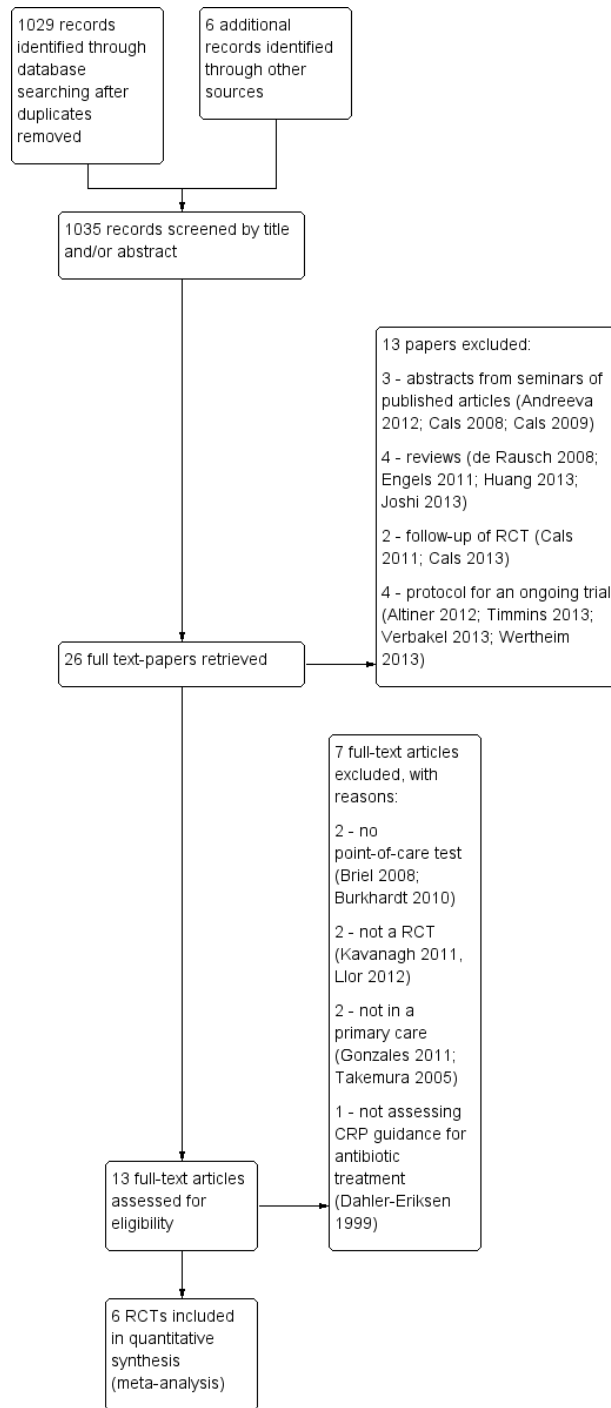 1029 records
identified through
database
searching after
duplicates
removed
6 additional
records identified
through other
sources
1035 records screened by title
and/or abstract
13 papers excluded:
3 - abstracts from seminars of
published articles (Andreeva
2012; Cals 2008; Cals 2009)
4 - reviews (de Rausch 2008;
Engels 2011; Huang 2013;
Joshi 2013)
2 - follow-up of RCT (Cals
2011; Cals 2013)
4 - protocol for an ongoing trial
(Altiner 2012; Timmins 2013;
Verbakel 2013; Wertheim
2013)
26 full text-papers retrieved
7 full-text articles
excluded, with
reasons:
2 - no
point-of-care test
(Briel 2008;
Burkhardt 2010)
2 - not a RCT
(Kavanagh 2011,
Llor 2012)
2 - not in a
primary care
(Gonzales 2011;
Takemura 2005)
1 - not assessing
CRP guidance for
antibiotic
treatment
(Dahler-Eriksen
1999)
13 full-text articles
assessed for
eligibility
6 RCTs included
in quantitative
synthesis
(meta-analysis)